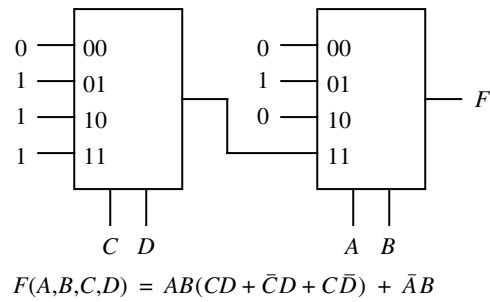 0 00 0 00
1 01 1 01 F
1 10 0 10
1 11 11
C D A B
F(A,B,C,D) = AB(CD + C̄D + CD̄) + ĀB